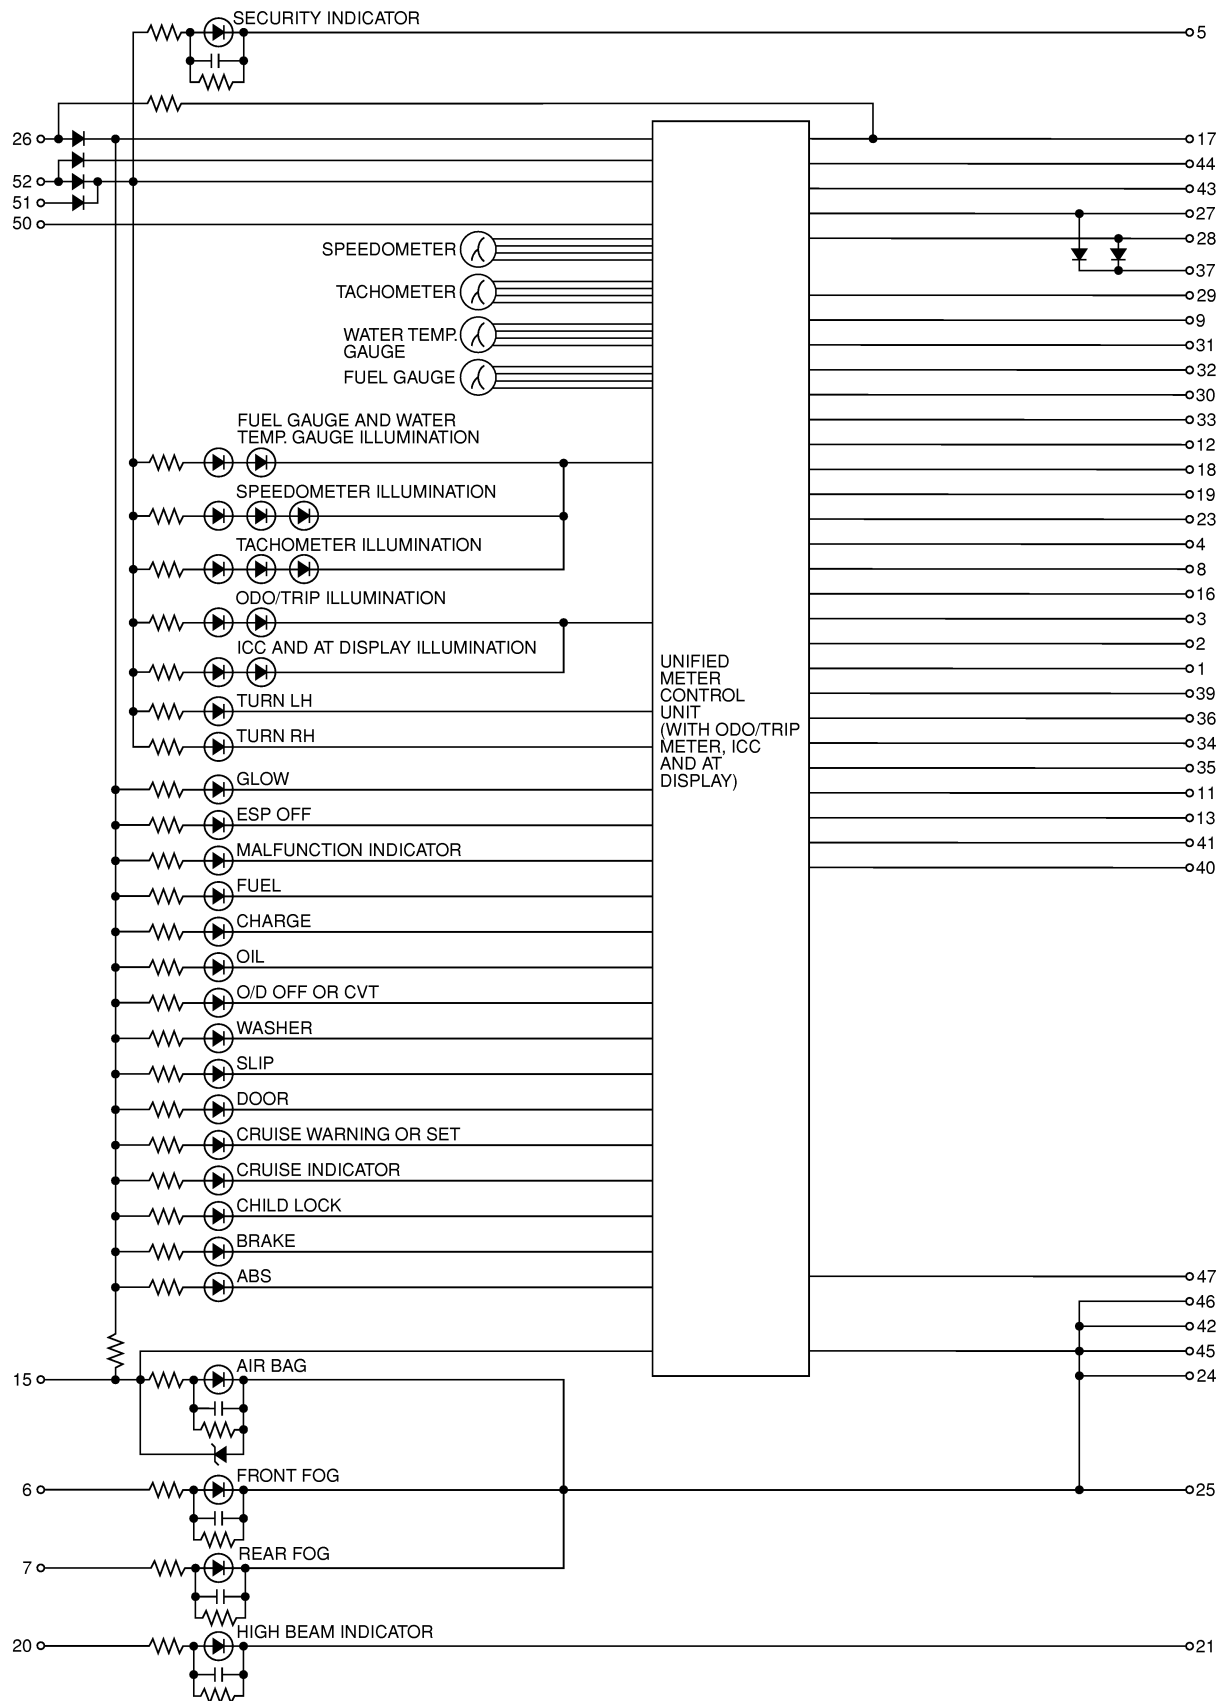 SECURITY INDICATOR
5
26
17
44
52
43
51
50
27
28
SPEEDOMETER
37
TACHOMETER
29
9
WATER TEMP.
GAUGE
31
FUEL GAUGE
32
30
FUEL GAUGE AND WATER
TEMP. GAUGE ILLUMINATION
33
12
18
SPEEDOMETER ILLUMINATION
19
23
TACHOMETER ILLUMINATION
4
8
ODO/TRIP ILLUMINATION
16
3
ICC AND AT DISPLAY ILLUMINATION
2
UNIFIED
METER
CONTROL
UNIT
(WITH ODO/TRIP
METER, ICC
AND AT
DISPLAY)
1
39
TURN LH
36
TURN RH
34
35
GLOW
11
ESP OFF
13
MALFUNCTION INDICATOR
41
40
FUEL
CHARGE
OIL
O/D OFF OR CVT
WASHER
SLIP
DOOR
CRUISE WARNING OR SET
CRUISE INDICATOR
CHILD LOCK
BRAKE
ABS
47
46
42
45
15
AIR BAG
24
6
FRONT FOG
25
7
REAR FOG
20
HIGH BEAM INDICATOR
21